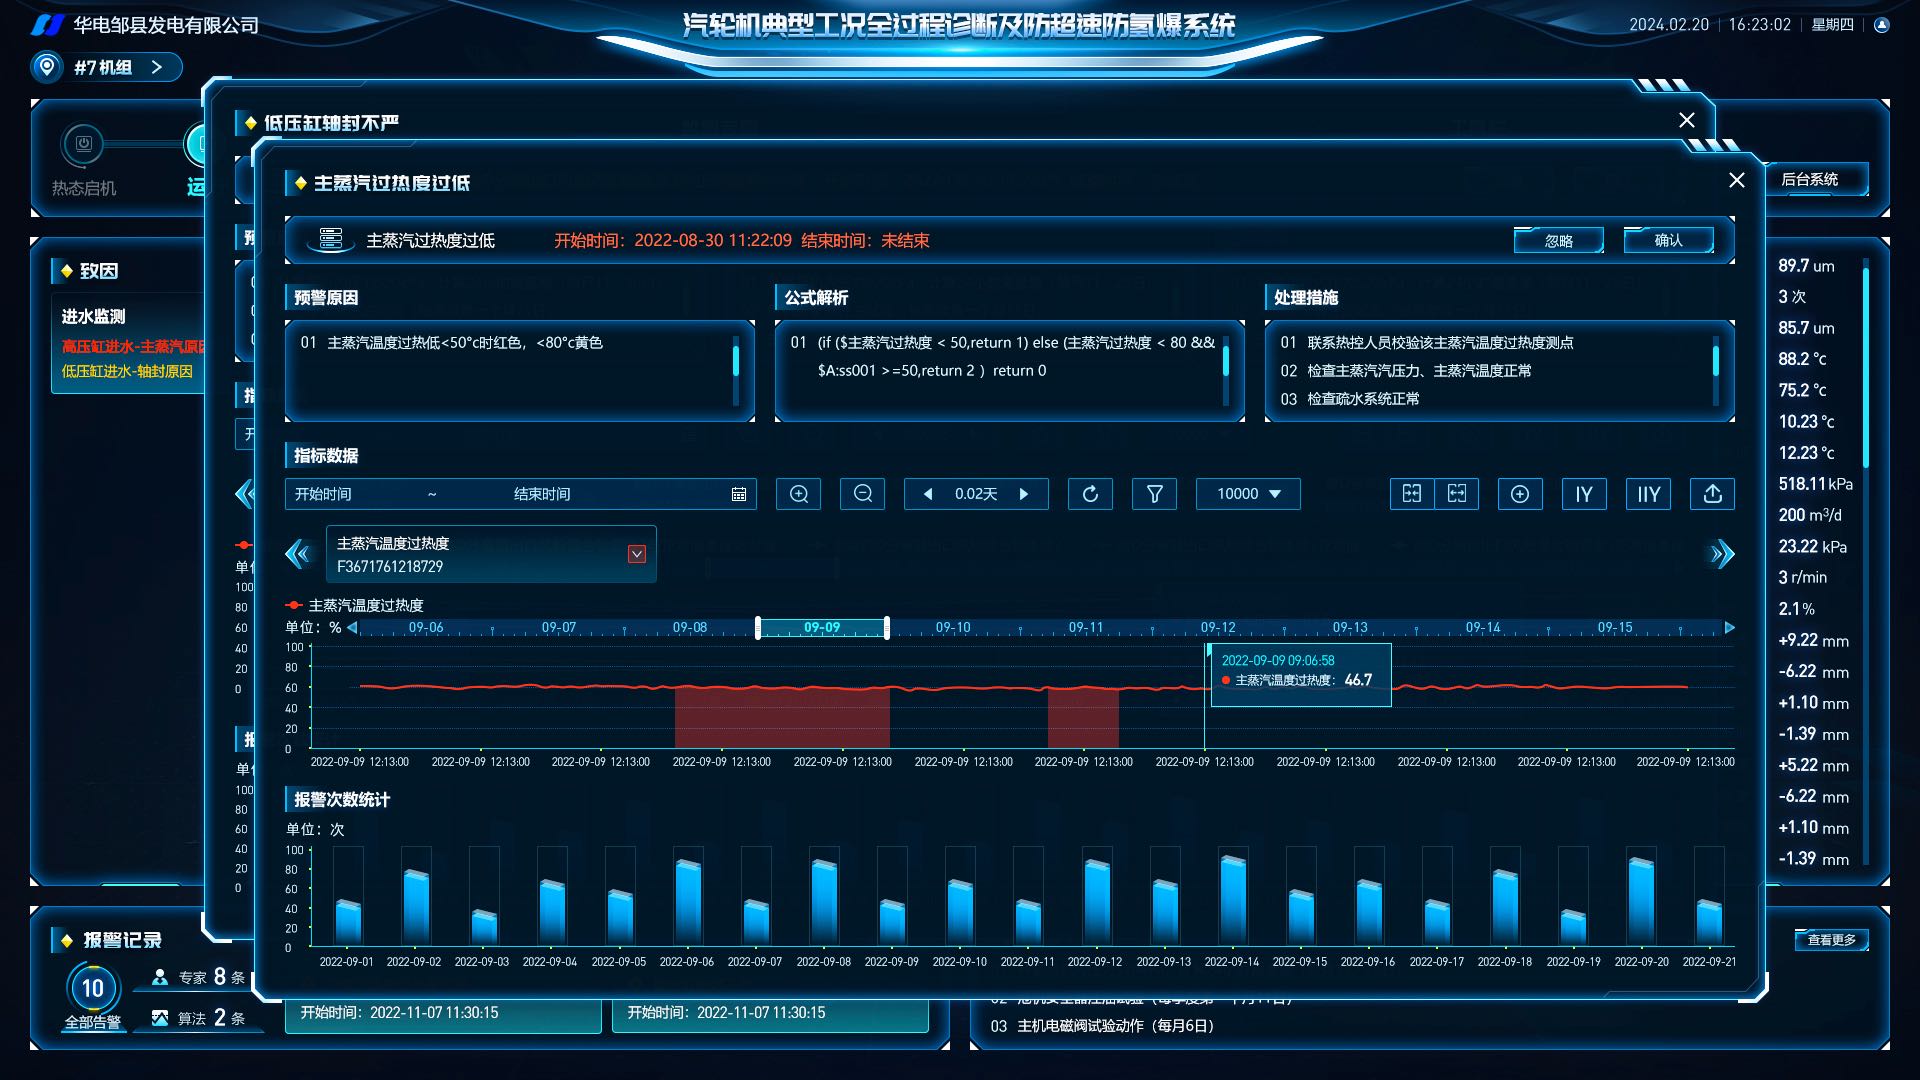 华电邹县发电有限公司
汽轮机典型工况全过程诊断及防超速防氢爆系统
2024.02.20
16:23:02
星期四
#7机组
热态启机
运
后台系统
低压缸轴封不严
主蒸汽过热度过低
主蒸汽过热度过低
开始时间：2022-08-30 11:22:09 结束时间：未结束
忽略
确认
致因
进水监测
高压缸进水-主蒸汽原因
低压缸进水-轴封原因
预警原因
01 主蒸汽温度过热低<50°c时红色，<80°c黄色
公式解析
01 (if ($主蒸汽过热度 < 50,return 1) else (主蒸汽过热度 < 80 &&
$A:ss001 >=50,return 2 ) return 0
处理措施
01 联系热控人员校验该主蒸汽温度过热度测点
02 检查主蒸汽汽压力、主蒸汽温度正常
03 检查疏水系统正常
指标数据
开始时间 ~ 结束时间
0.02天
10000
IY
IIY
主蒸汽温度过热度
F3671761218729
主蒸汽温度过热度
单位：%
09-06 09-07 09-08 09-09 09-10 09-11 09-12 09-13 09-14 09-15
100
80
60
40
20
0
2022-09-09 09:06:58
主蒸汽温度过热度： 46.7
2022-09-09 12:13:00 2022-09-09 12:13:00 2022-09-09 12:13:00 2022-09-09 12:13:00 2022-09-09 12:13:00 2022-09-09 12:13:00 2022-09-09 12:13:00 2022-09-09 12:13:00 2022-09-09 12:13:00 2022-09-09 12:13:00 2022-09-09 12:13:00 2022-09-09 12:13:00
报警次数统计
单位：次
100
80
60
40
20
0
2022-09-01 2022-09-02 2022-09-03 2022-09-04 2022-09-05 2022-09-06 2022-09-07 2022-09-08 2022-09-09 2022-09-10 2022-09-11 2022-09-12 2022-09-13 2022-09-14 2022-09-15 2022-09-16 2022-09-17 2022-09-18 2022-09-19 2022-09-20 2022-09-21
预
指
开
单位
100
80
60
40
20
0
报
单位
100
80
60
40
20
0
89.7 um
3 次
85.7 um
88.2 °c
75.2 °c
10.23 °c
12.23 °c
518.11kPa
200 m³/d
23.22 kPa
3 r/min
2.1%
+9.22 mm
-6.22 mm
+1.10 mm
-1.39 mm
+5.22 mm
-6.22 mm
+1.10 mm
-1.39 mm
报警记录
10
全部告警
专家 8 条
算法 2 条
开始时间：2022-11-07 11:30:15
开始时间：2022-11-07 11:30:15
查看更多
03 主机电磁阀试验动作（每月6日）